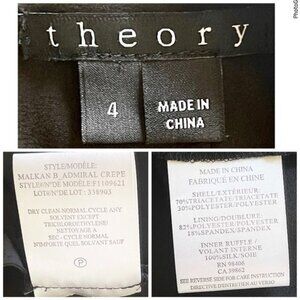 theory
4
MADE IN
CHINA
STYLE/MODÈLE:
MALKAN B_ADMIRAL CREPE
STYLE#/N°DE MODÈLE: F1109621
LOT#/N°DE LOT: 338903
DRY CLEAN NORMAL CYCLE ANY
SOLVENT EXCEPT
TRICHLOROETHYLENE/
NETTOYAGE A
SEC - CYCLE NORMAL
N'IMPORTE QUEL SOLVANT SAUF
P
MADE IN CHINA
FABRIQUÉ EN CHINE
SHELL/EXTÉRIEUR:
70%TRIACETATE/TRIACÉTATE
30%POLYESTER/POLYESTER
LINING/DOUBLURE:
82%POLYESTER/POLYESTER
18%SPANDEX/SPANDEX
INNER RUFFLE/
VOLANT INTERNE
100%SILK/SOIE
RN 98406
CA 39862
SEE REVERSE SIDE FOR CARE INSTRUCTION